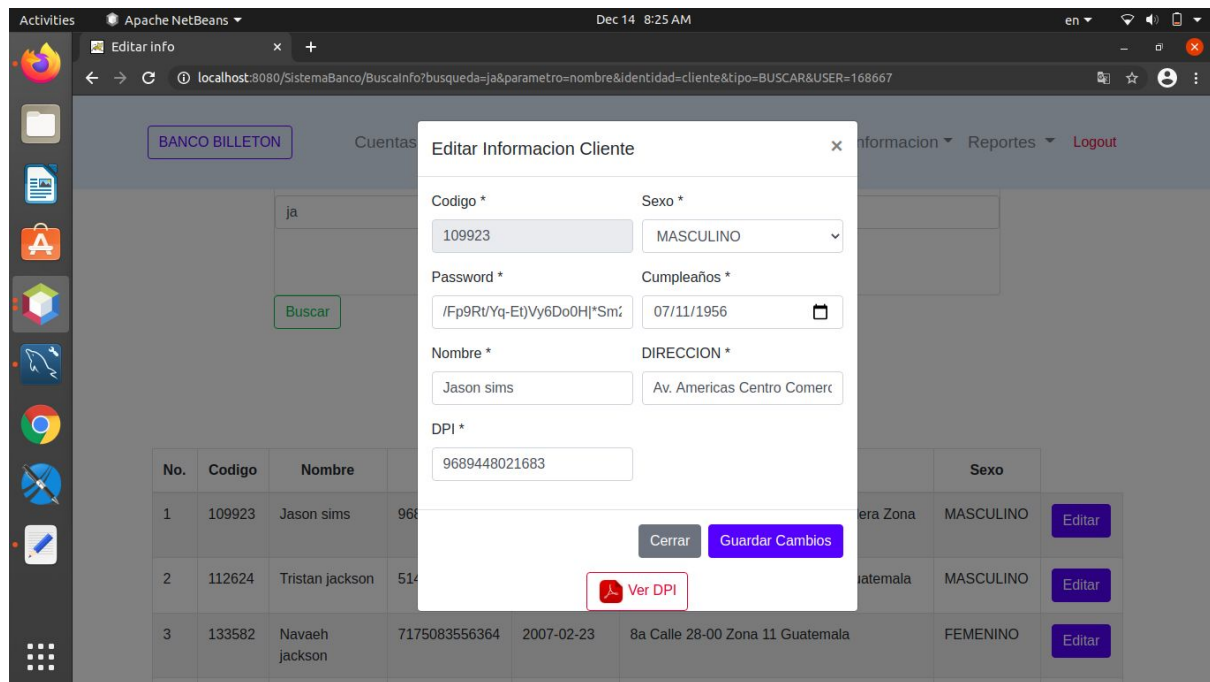 Activities Apache NetBeans Dec 14 8:25 AM en
Editar info
localhost:8080/SistemaBanco/BuscaInfo?busqueda=ja&parametro=nombre&identidad=cliente&tipo=BUSCAR&USER=168667
BANCO BILLETON Cuentas nformacion Reportes Logout
Editar Informacion Cliente ×
Codigo * Sexo *
109923 MASCULINO
Password * Cumpleaños *
/Fp9Rt/Yq-Et)Vy6Do0H|*Sm2 07/11/1956
Nombre * DIRECCION *
Jason sims Av. Americas Centro Comerc
DPI *
9689448021683
Cerrar Guardar Cambios
Ver DPI
ja
Buscar
No. Codigo Nombre Sexo
1 109923 Jason sims 968 era Zona MASCULINO Editar
2 112624 Tristan jackson 514 uatemala MASCULINO Editar
3 133582 Navaeh 7175083556364 2007-02-23 8a Calle 28-00 Zona 11 Guatemala FEMENINO Editar
jackson